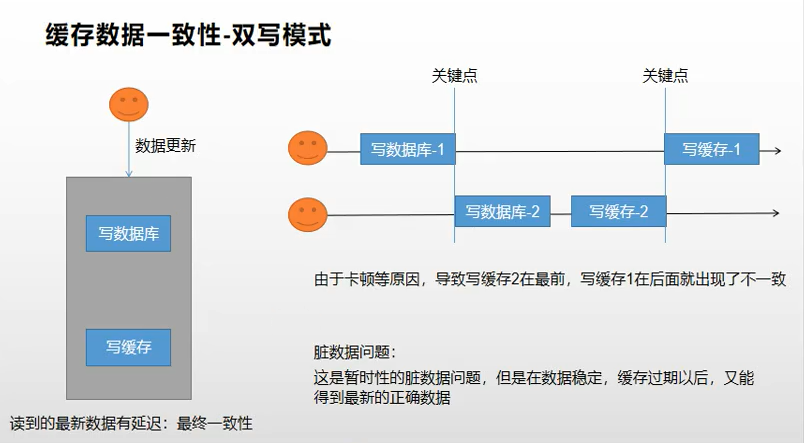 缓存数据一致性-双写模式
数据更新
写数据库
写缓存
读到的最新数据有延迟：最终一致性
关键点
关键点
写数据库-1
写缓存-1
写数据库-2
写缓存-2
由于卡顿等原因，导致写缓存2在最前，写缓存1在后面就出现了不一致
脏数据问题：
这是暂时性的脏数据问题，但是在数据稳定，缓存过期以后，又能
得到最新的正确数据